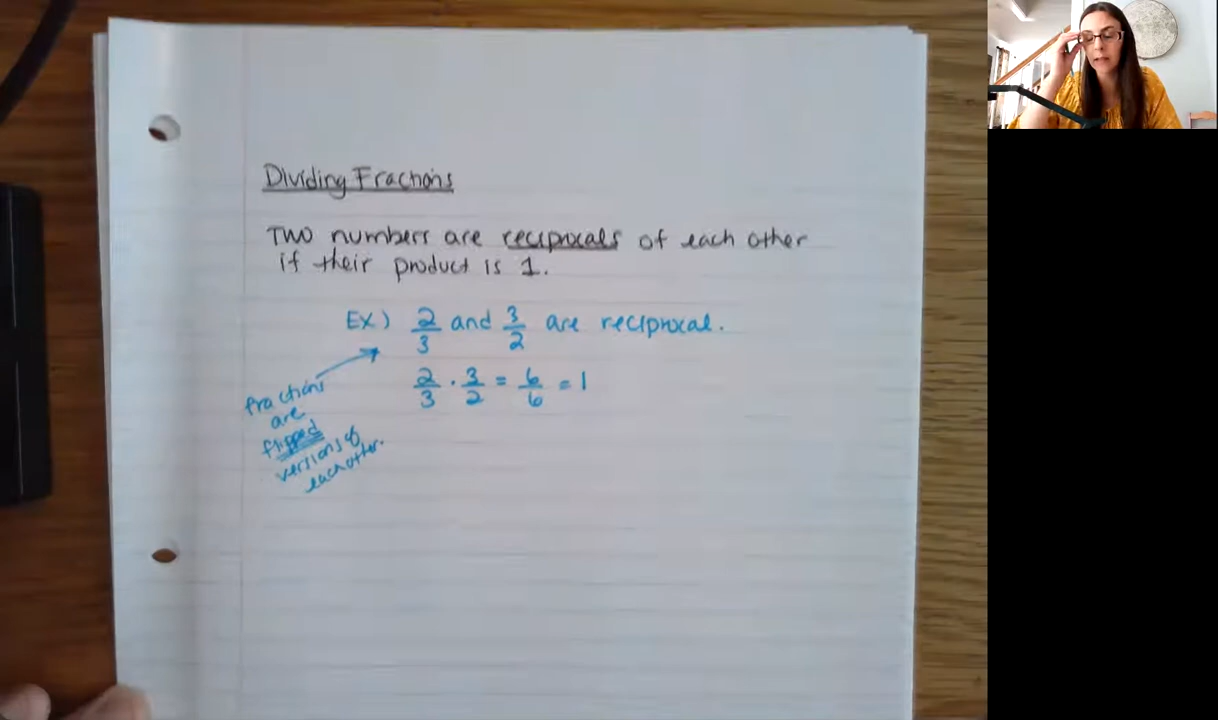 Dividing Fractions
Two numbers are reciprocals of each other
if their product is 1.
Ex) 2/3 and 3/2 are reciprocal.
2/3 · 3/2 = 6/6 = 1
fractions
are
flipped
versions of
each other.